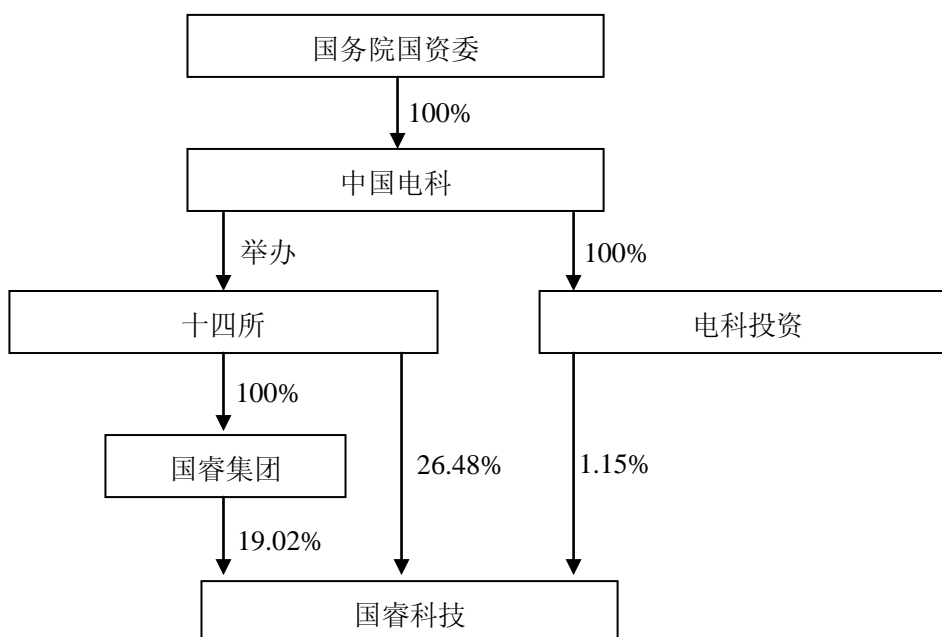 国务院国资委
100%
中国电科
举办
100%
十四所
电科投资
100%
国睿集团
26.48%
1.15%
19.02%
国睿科技